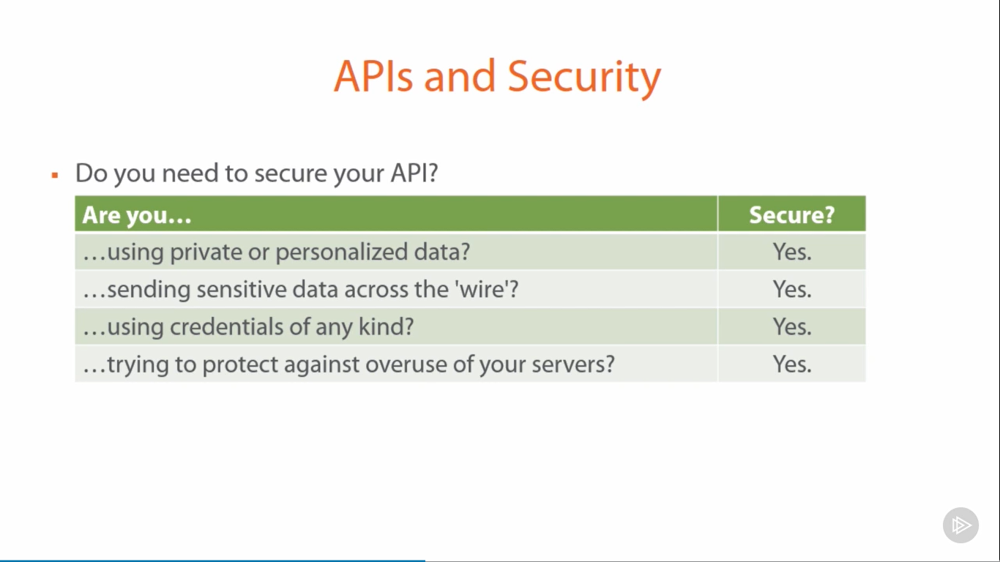 APIs and Security
Do you need to secure your API?
Are you… Secure?
…using private or personalized data? Yes.
…sending sensitive data across the 'wire'? Yes.
…using credentials of any kind? Yes.
…trying to protect against overuse of your servers? Yes.